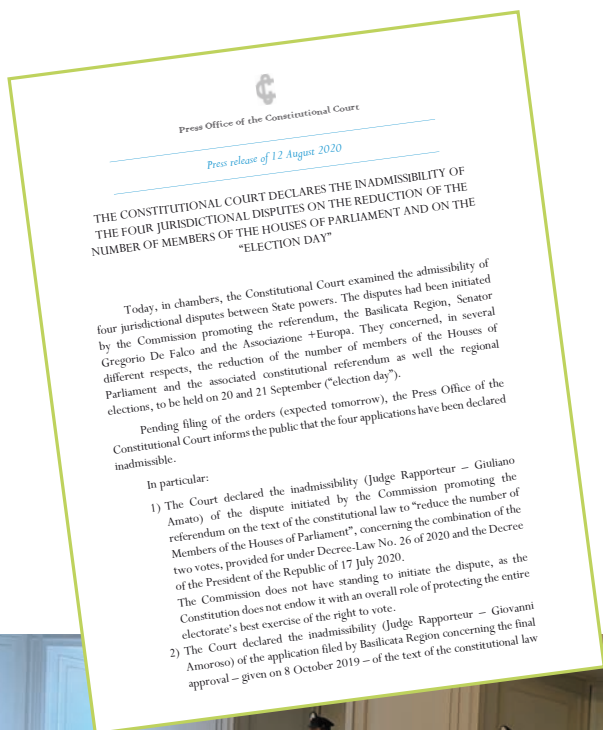 Press Office of the Constitutional Court
Press release of 12 August 2020
THE CONSTITUTIONAL COURT DECLARES THE INADMISSIBILITY OF
THE FOUR JURISDICTIONAL DISPUTES ON THE REDUCTION OF THE
NUMBER OF MEMBERS OF THE HOUSES OF PARLIAMENT AND ON THE
“ELECTION DAY”
Today, in chambers, the Constitutional Court examined the admissibility of
four jurisdictional disputes between State powers. The disputes had been initiated
by the Commission promoting the referendum, the Basilicata Region, Senator
Gregorio De Falco and the Associazione +Europa. They concerned, in several
different respects, the reduction of the number of members of the Houses of
Parliament and the associated constitutional referendum as well the regional
elections, to be held on 20 and 21 September (“election day”).
Pending filing of the orders (expected tomorrow), the Press Office of the
Constitutional Court informs the public that the four applications have been declared
inadmissible.
In particular:
1) The Court declared the inadmissibility (Judge Rapporteur – Giuliano
Amato) of the dispute initiated by the Commission promoting the
referendum on the text of the constitutional law to “reduce the number of
Members of the Houses of Parliament”, concerning the combination of the
two votes, provided for under Decree-Law No. 26 of 2020 and the Decree
of the President of the Republic of 17 July 2020.
The Commission does not have standing to initiate the dispute, as the
Constitution does not endow it with an overall role of protecting the entire
electorate’s best exercise of the right to vote.
2) The Court declared the inadmissibility (Judge Rapporteur – Giovanni
Amoroso) of the application filed by Basilicata Region concerning the final
approval – given on 8 October 2019 – of the text of the constitutional law